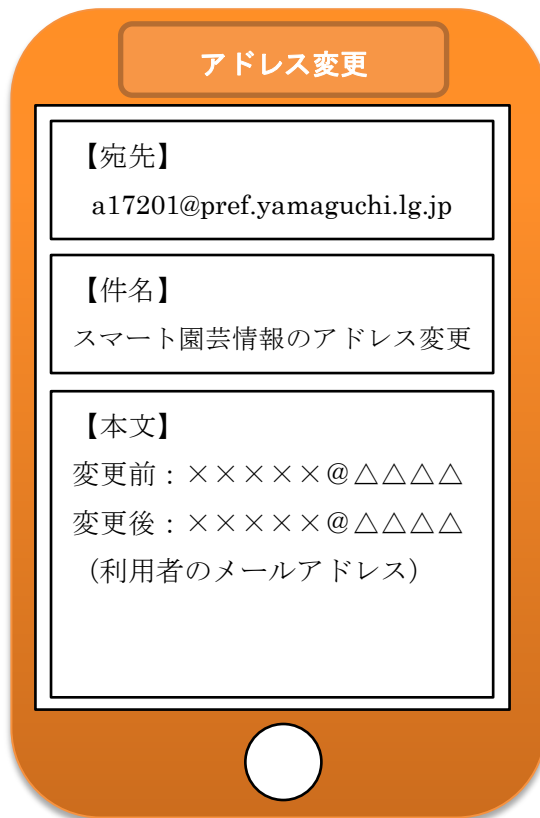 アドレス変更
【宛先】
a17201@pref.yamaguchi.lg.jp
【件名】
スマート園芸情報のアドレス変更
【本文】
変更前：×××××@△△△△
変更後：×××××@△△△△
（利用者のメールアドレス）